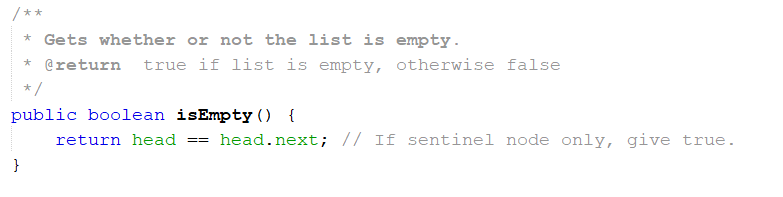 /**
 * Gets whether or not the list is empty.
 * @return  true if list is empty, otherwise false
 */
public boolean isEmpty() {
    return head == head.next; // If sentinel node only, give true.
}